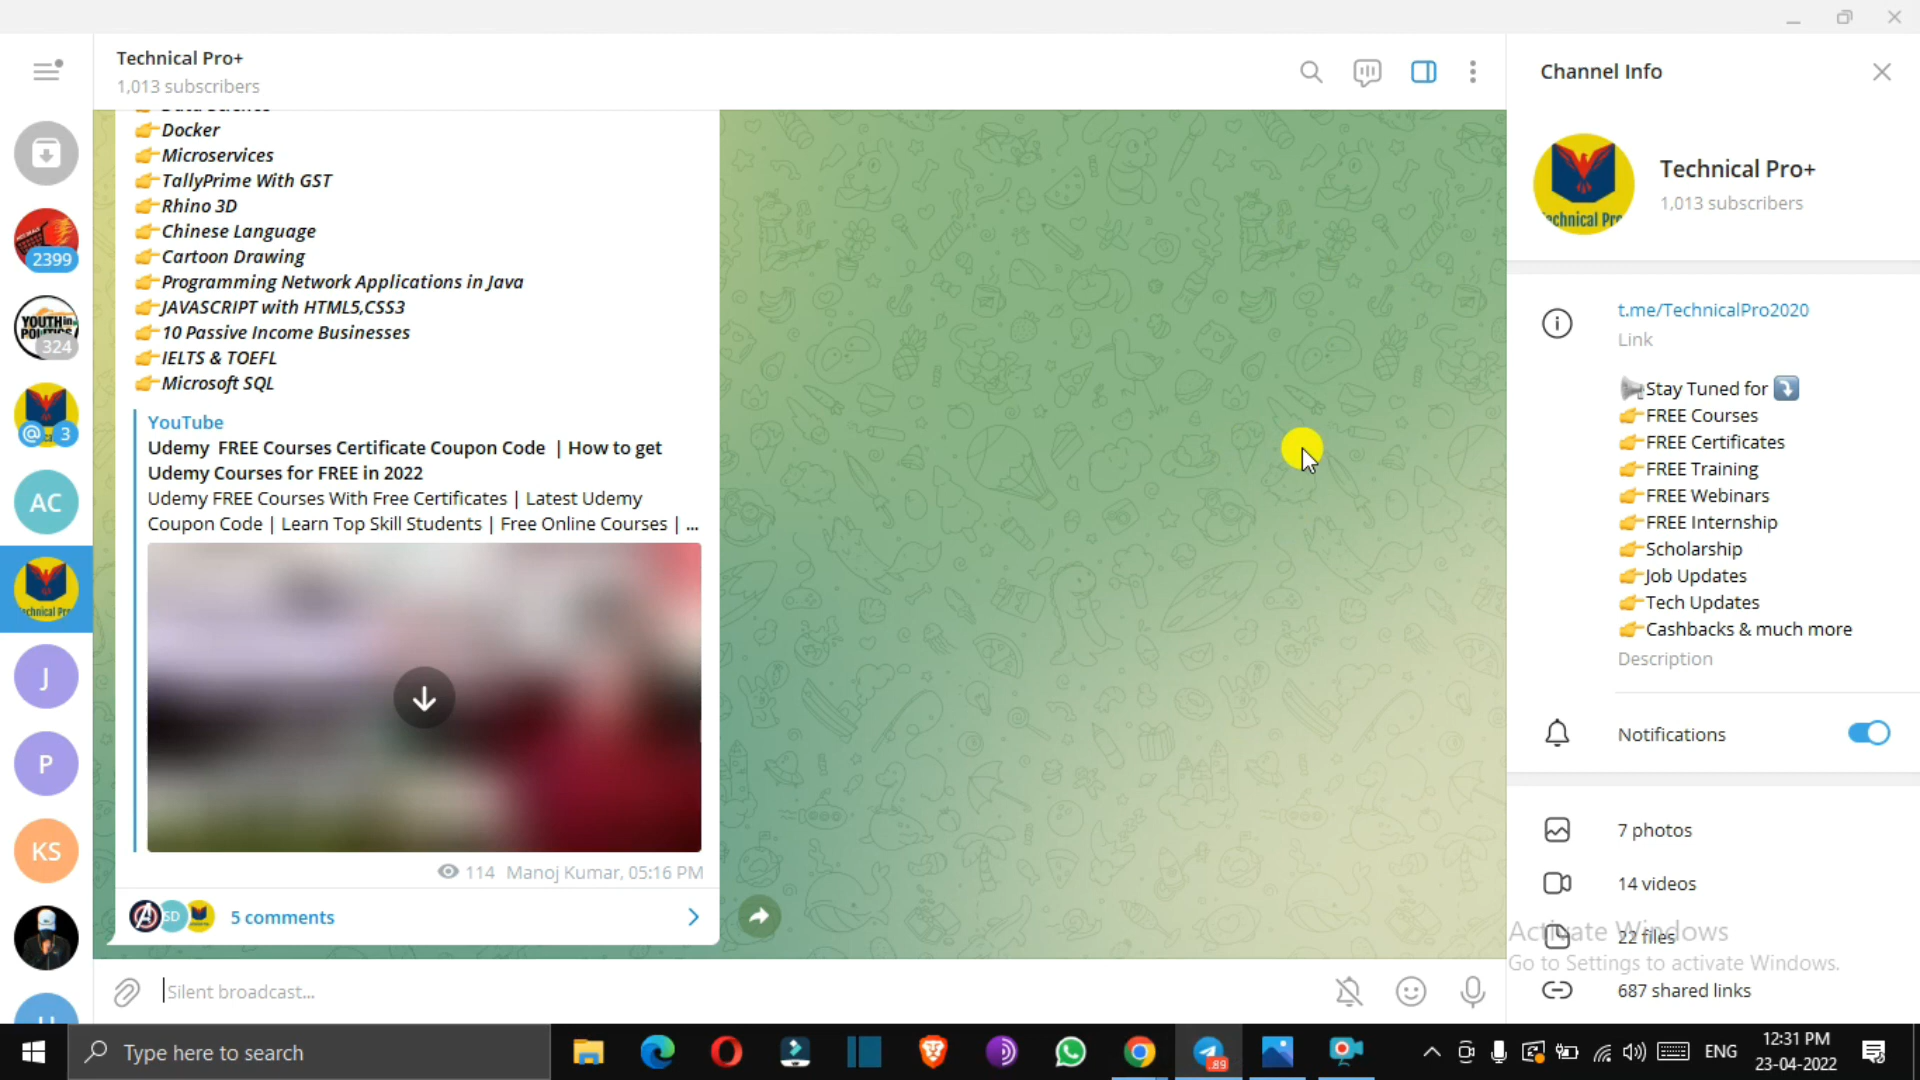 Technical Pro+
1,013 subscribers
Docker
Microservices
TallyPrime With GST
Rhino 3D
Chinese Language
Cartoon Drawing
Programming Network Applications in Java
JAVASCRIPT with HTML5,CSS3
10 Passive Income Businesses
IELTS & TOEFL
Microsoft SQL
YouTube
Udemy FREE Courses Certificate Coupon Code | How to get
Udemy Courses for FREE in 2022
Udemy FREE Courses With Free Certificates | Latest Udemy
Coupon Code | Learn Top Skill Students | Free Online Courses | ...
114 Manoj Kumar, 05:16 PM
SD
5 comments
Silent broadcast...
2399
YOUTH in
POLITICS
324
@ 3
AC
J
P
KS
Channel Info
Technical Pro+
1,013 subscribers
t.me/TechnicalPro2020
Link
Stay Tuned for
FREE Courses
FREE Certificates
FREE Training
FREE Webinars
FREE Internship
Scholarship
Job Updates
Tech Updates
Cashbacks & much more
Description
Notifications
7 photos
14 videos
22 files
687 shared links
Activate Windows
Go to Settings to activate Windows.
Type here to search
89
ENG
12:31 PM
23-04-2022